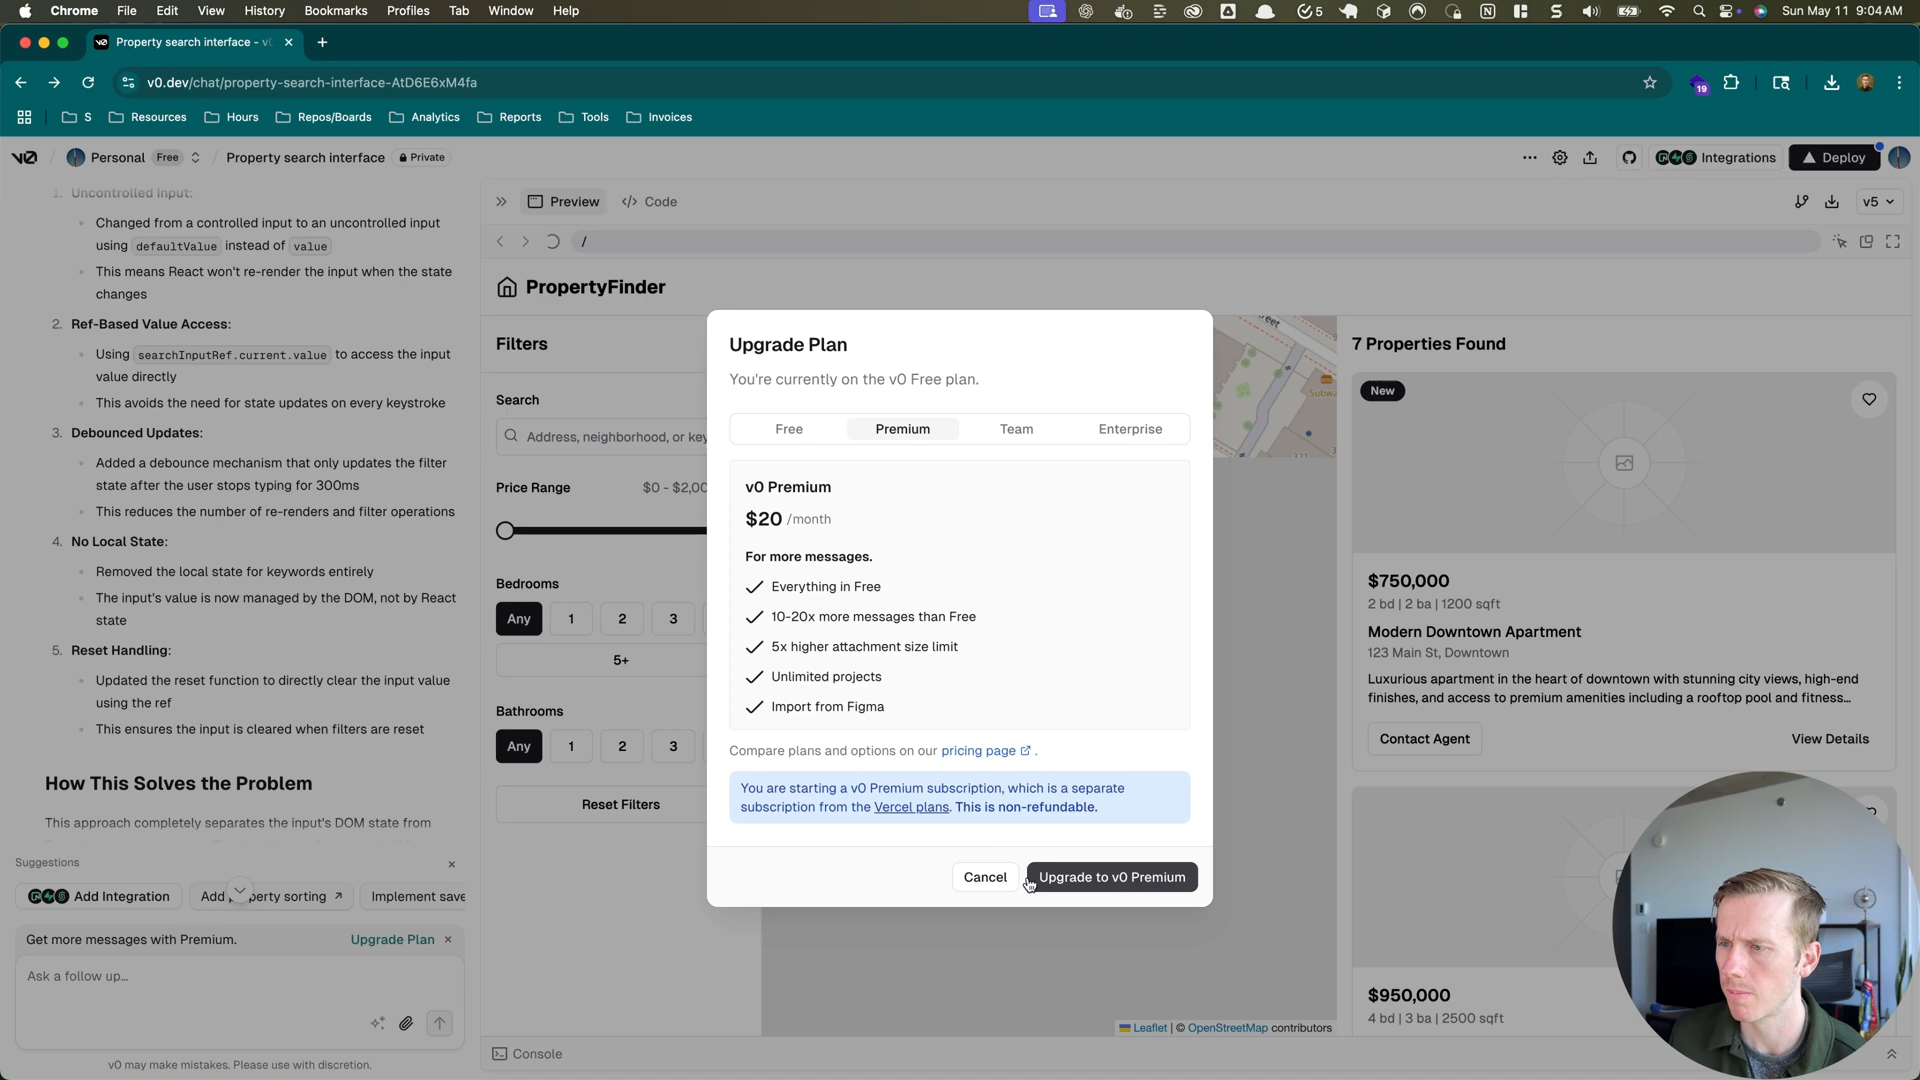 Chrome File Edit View History Bookmarks Profiles Tab Window Help
5
Sun May 11 9:04 AM
Property search interface - v0
v0.dev/chat/property-search-interface-AtD6E6xM4fa
19
S Resources Hours Repos/Boards Analytics Reports Tools Invoices
v0 Personal Free Property search interface Private
Integrations Deploy
1. Uncontrolled Input:
Changed from a controlled input to an uncontrolled input
using defaultValue instead of value
This means React won't re-render the input when the state
changes
2. Ref-Based Value Access:
Using searchInputRef.current.value to access the input
value directly
This avoids the need for state updates on every keystroke
3. Debounced Updates:
Added a debounce mechanism that only updates the filter
state after the user stops typing for 300ms
This reduces the number of re-renders and filter operations
4. No Local State:
Removed the local state for keywords entirely
The input's value is now managed by the DOM, not by React
state
5. Reset Handling:
Updated the reset function to directly clear the input value
using the ref
This ensures the input is cleared when filters are reset
How This Solves the Problem
This approach completely separates the input's DOM state from
Suggestions
Add Integration
Add property sorting
Implement save
Get more messages with Premium. Upgrade Plan
Ask a follow up...
v0 may make mistakes. Please use with discretion.
Preview Code
v5
/
PropertyFinder
Filters
Search
Address, neighborhood, or key
Price Range $0 - $2,00
Bedrooms
Any 1 2 3
5+
Bathrooms
Any 1 2 3
Reset Filters
Console
Upgrade Plan
You're currently on the v0 Free plan.
Free Premium Team Enterprise
v0 Premium
$20 /month
For more messages.
Everything in Free
10-20x more messages than Free
5x higher attachment size limit
Unlimited projects
Import from Figma
Compare plans and options on our pricing page .
You are starting a v0 Premium subscription, which is a separate
subscription from the Vercel plans. This is non-refundable.
Cancel Upgrade to v0 Premium
Leaflet | © OpenStreetMap contributors
7 Properties Found
New
$750,000
2 bd | 2 ba | 1200 sqft
Modern Downtown Apartment
123 Main St, Downtown
Luxurious apartment in the heart of downtown with stunning city views, high-end
finishes, and access to premium amenities including a rooftop pool and fitness…
Contact Agent View Details
$950,000
4 bd | 3 ba | 2500 sqft